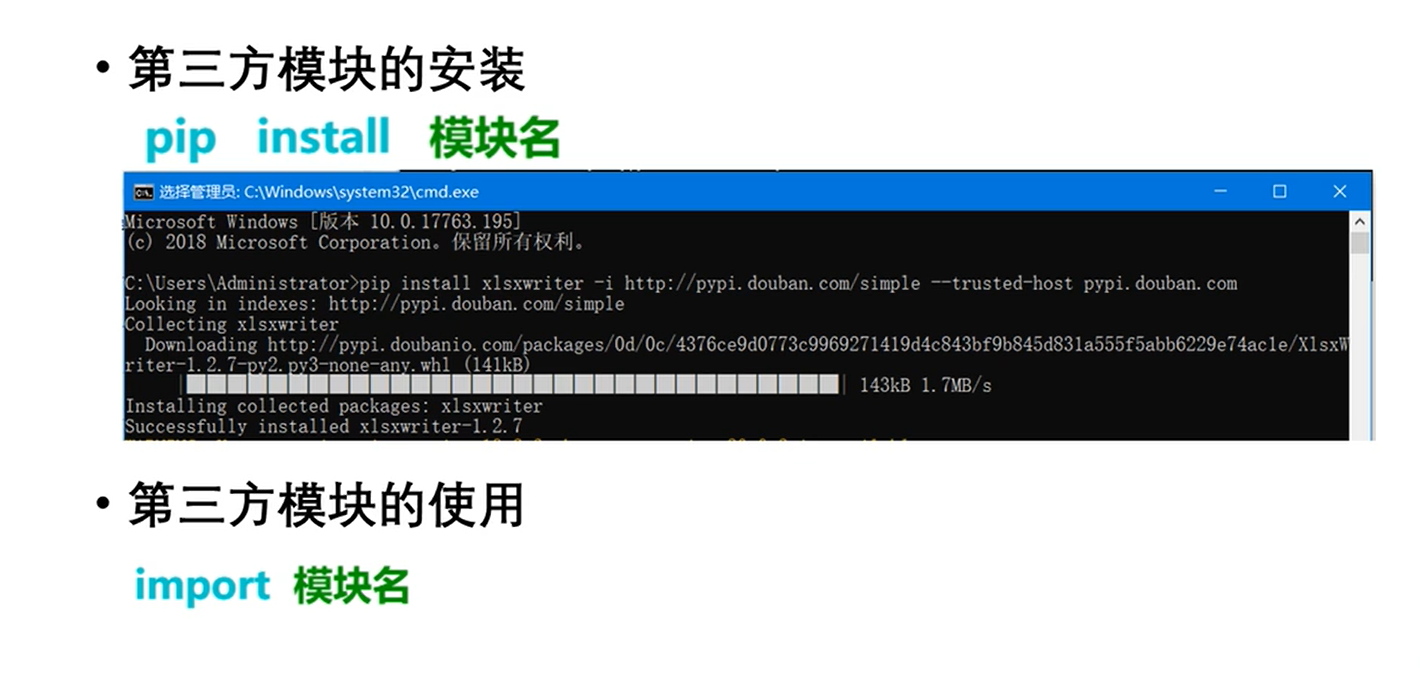 • 第三方模块的安装
pip install 模块名
选择管理员: C:\Windows\system32\cmd.exe
Microsoft Windows [版本 10.0.17763.195]
(c) 2018 Microsoft Corporation。保留所有权利。
C:\Users\Administrator>pip install xlsxwriter -i http://pypi.douban.com/simple --trusted-host pypi.douban.com
Looking in indexes: http://pypi.douban.com/simple
Collecting xlsxwriter
Downloading http://pypi.doubanio.com/packages/0d/0c/4376ce9d0773c9969271419d4c843bf9b845d831a555f5abb6229e74ac1e/XlsxW
riter-1.2.7-py2.py3-none-any.whl (141kB)
143kB 1.7MB/s
Installing collected packages: xlsxwriter
Successfully installed xlsxwriter-1.2.7
• 第三方模块的使用
import 模块名